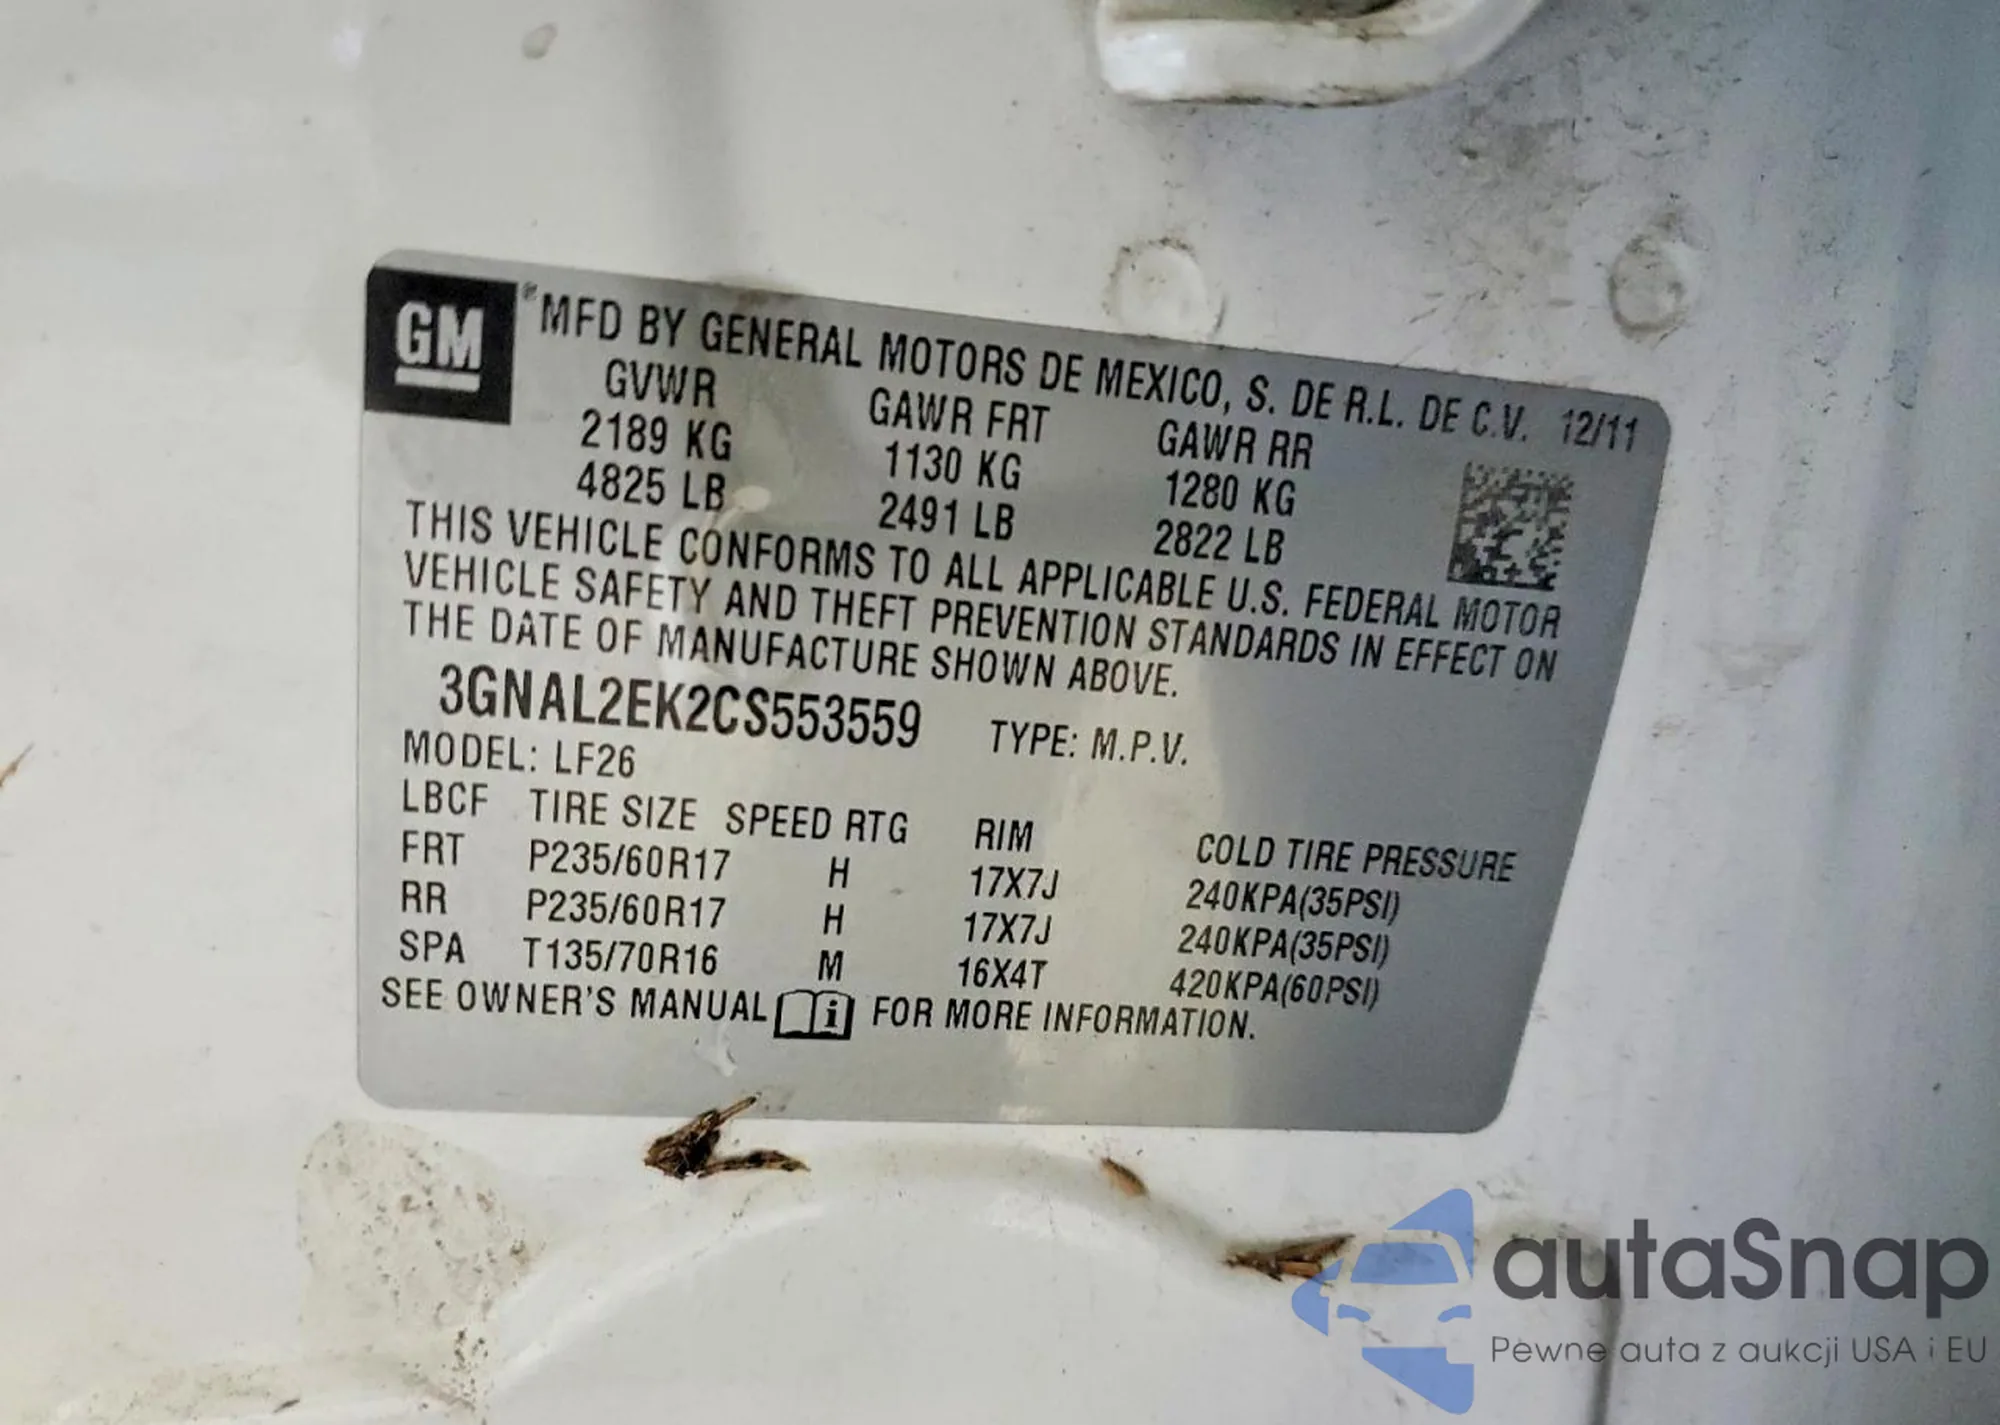 GM ® MFD BY GENERAL MOTORS DE MEXICO, S. DE R.L. DE C.V. 12/11
GVWR GAWR FRT GAWR RR
2189 KG 1130 KG 1280 KG
4825 LB 2491 LB 2822 LB
THIS VEHICLE CONFORMS TO ALL APPLICABLE U.S. FEDERAL MOTOR
VEHICLE SAFETY AND THEFT PREVENTION STANDARDS IN EFFECT ON
THE DATE OF MANUFACTURE SHOWN ABOVE.
3GNAL2EK2CS553559 TYPE: M.P.V.
MODEL: LF26
LBCF TIRE SIZE SPEED RTG RIM COLD TIRE PRESSURE
FRT P235/60R17 H 17X7J 240KPA(35PSI)
RR P235/60R17 H 17X7J 240KPA(35PSI)
SPA T135/70R16 M 16X4T 420KPA(60PSI)
SEE OWNER'S MANUAL i FOR MORE INFORMATION.
autaSnap
Pewne auta z aukcji USA i EU